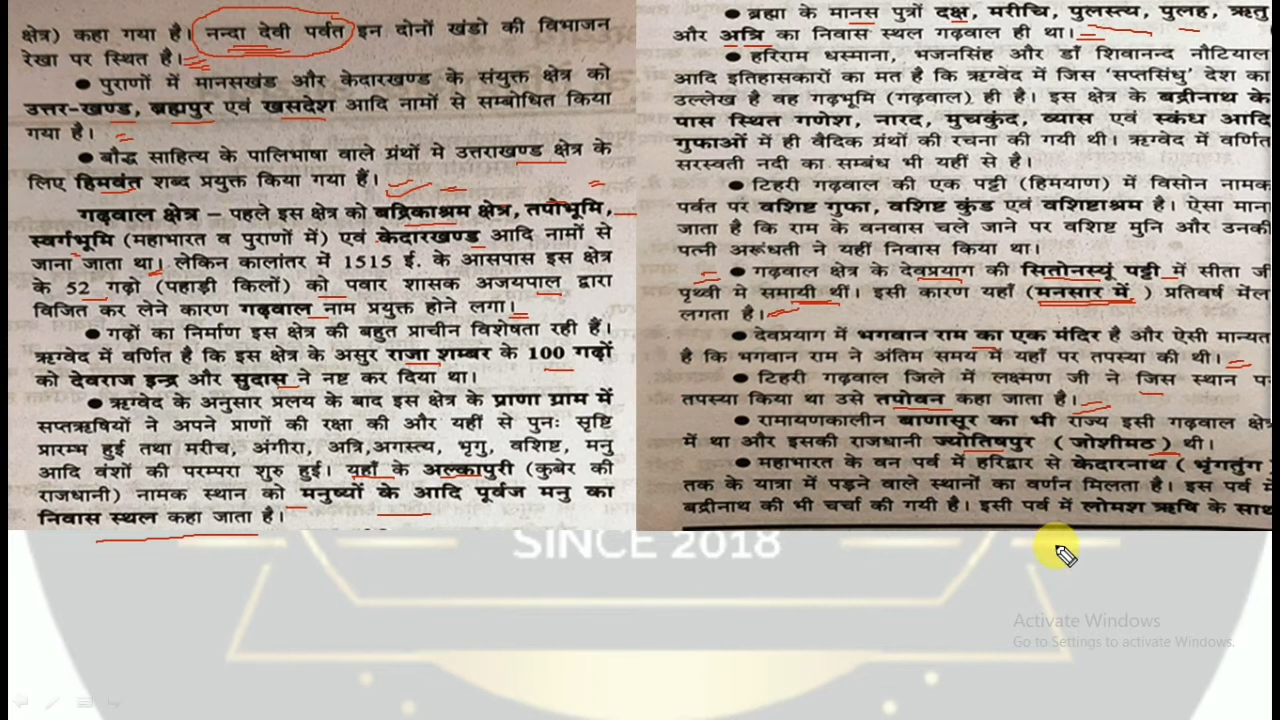 क्षेत्र) कहा गया है। नन्दा देवी पर्वत इन दोनों खंडो की विभाजन
रेखा पर स्थित है।
● पुराणों में मानसखंड और केदारखण्ड के संयुक्त क्षेत्र को
उत्तर-खण्ड, ब्रह्मपुर एवं खसदेश आदि नामों से सम्बोधित किया
गया है।
● बौद्ध साहित्य के पालिभाषा वाले ग्रंथों मे उत्तराखण्ड क्षेत्र के
लिए हिमवंत शब्द प्रयुक्त किया गया हैं।
गढ़वाल क्षेत्र – पहले इस क्षेत्र को बद्रिकाश्रम क्षेत्र, तपोभूमि,
स्वर्गभूमि (महाभारत व पुराणों में) एवं केदारखण्ड आदि नामों से
जाना जाता था। लेकिन कालांतर में 1515 ई. के आसपास इस क्षेत्र
के 52 गढ़ो (पहाड़ी किलों) को पवार शासक अजयपाल द्वारा
विजित कर लेने कारण गढ़वाल नाम प्रयुक्त होने लगा।
● गढ़ों का निर्माण इस क्षेत्र की बहुत प्राचीन विशेषता रही हैं।
ऋग्वेद में वर्णित है कि इस क्षेत्र के असुर राजा शम्बर के 100 गढ़ों
को देवराज इन्द्र और सुदास ने नष्ट कर दिया था।
● ऋग्वेद के अनुसार प्रलय के बाद इस क्षेत्र के प्राणा ग्राम में
सप्तऋषियों ने अपने प्राणों की रक्षा की और यहीं से पुनः सृष्टि
प्रारम्भ हुई तथा मरीच, अंगीरा, अत्रि,अगस्त्य, भृगु, वशिष्ट, मनु
आदि वंशों की परम्परा शुरु हुई। यहाँ के अल्कापुरी (कुबेर की
राजधानी) नामक स्थान को मनुष्यों के आदि पूर्वज मनु का
निवास स्थल कहा जाता है।
● ब्रह्मा के मानस पुत्रों दक्ष, मरीचि, पुलस्त्य, पुलह, ऋतु
और अत्रि का निवास स्थल गढ़वाल ही था।
● हरिराम धस्माना, भजनसिंह और डाँ शिवानन्द नौटियाल
आदि इतिहासकारों का मत है कि ऋग्वेद में जिस 'सप्तसिंधु' देश का
उल्लेख है वह गढ़भूमि (गढ़वाल) ही है। इस क्षेत्र के बद्रीनाथ के
पास स्थित गणेश, नारद, मुचकुंद, व्यास एवं स्कंध आदि
गुफाओं में ही वैदिक ग्रंथों की रचना की गयी थी। ऋग्वेद में वर्णित
सरस्वती नदी का सम्बंध भी यहीं से है।
● टिहरी गढ़वाल की एक पट्टी (हिमयाण) में विसोन नामक
पर्वत पर वशिष्ट गुफा, वशिष्ट कुंड एवं वशिष्टाश्रम है। ऐसा माना
जाता है कि राम के वनवास चले जाने पर वशिष्ट मुनि और उनकी
पत्नी अरूंधती ने यहीं निवास किया था।
● गढ़वाल क्षेत्र के देवप्रयाग की सितोनस्यूं पट्टी में सीता जी
पृथ्वी मे समायी थीं। इसी कारण यहाँ (मनसार में ) प्रतिवर्ष मेंल
लगता है।
● देवप्रयाग में भगवान राम का एक मंदिर है और ऐसी मान्यत
है कि भगवान राम ने अंतिम समय में यहाँ पर तपस्या की थी।
● टिहरी गढ़वाल जिले में लक्ष्मण जी ने जिस स्थान प
तपस्या किया था उसे तपोवन कहा जाता है।
● रामायणकालीन बाणासूर का भी राज्य इसी गढ़वाल क्षेत्र
में था और इसकी राजधानी ज्योतिषपुर (जोशीमठ) थी।
● महाभारत के वन पर्व में हरिद्वार से केदारनाथ (भृंगतुंग
तक के यात्रा में पड़ने वाले स्थानों का वर्णन मिलता है। इस पर्व में
बद्रीनाथ की भी चर्चा की गयी है। इसी पर्व में लोमश ऋषि के साथ
SINCE 2018
Activate Windows
Go to Settings to activate Windows.